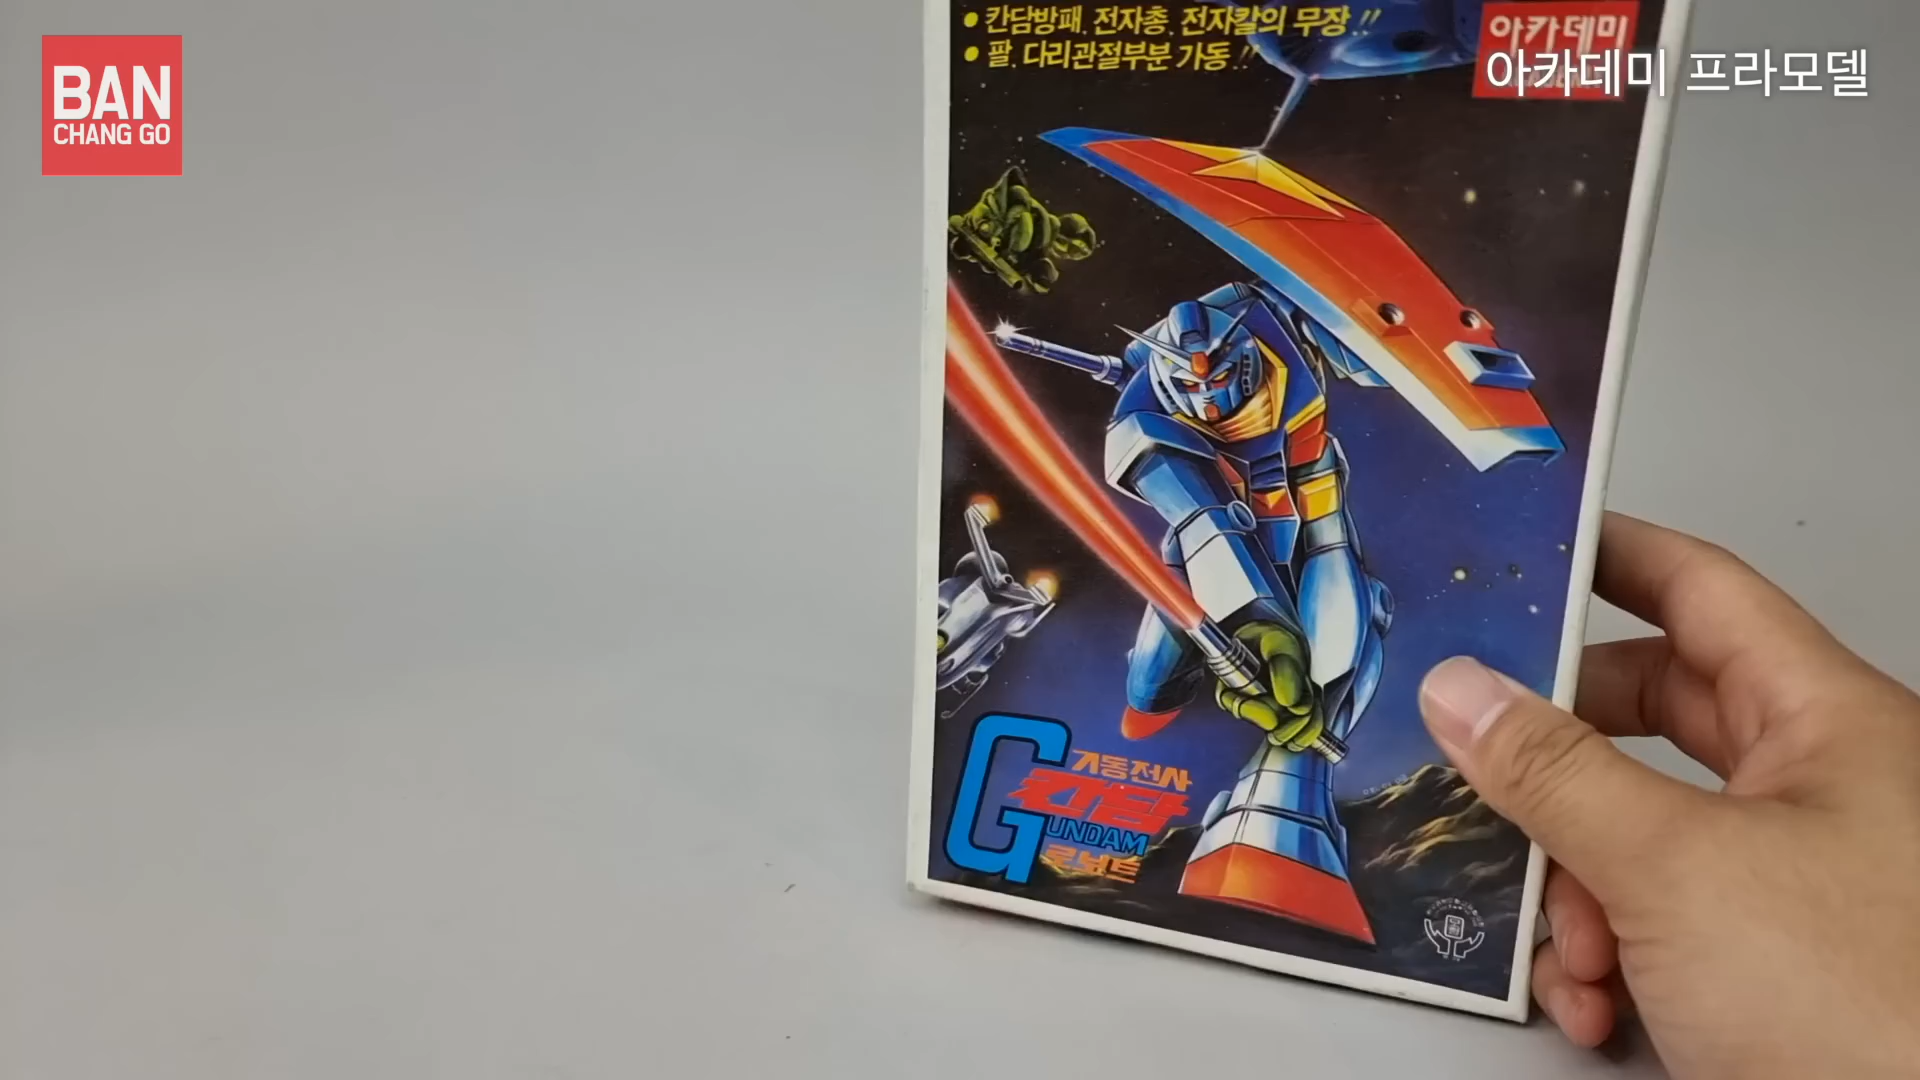 BAN
CHANG GO
● 칸담방패, 전자총, 전자칼의 무장!!
● 팔, 다리관절부분 가동!!
아카데미
아카데미 프라모델
기동전사
칸담
GUNDAM
로보트